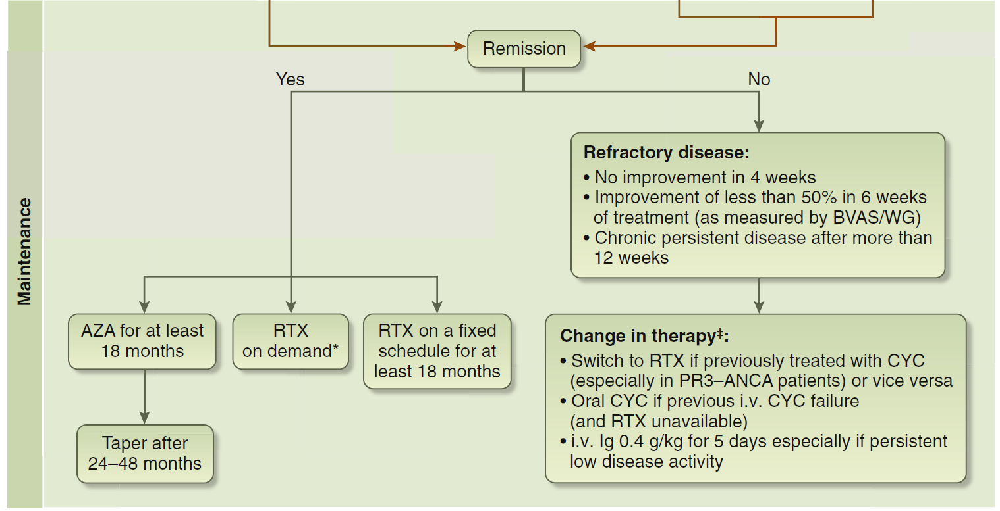 Remission
Yes
No
Maintenance
Refractory disease:
• No improvement in 4 weeks
• Improvement of less than 50% in 6 weeks
of treatment (as measured by BVAS/WG)
• Chronic persistent disease after more than
12 weeks
AZA for at least
18 months
RTX
on demand*
RTX on a fixed
schedule for at
least 18 months
Taper after
24–48 months
Change in therapy‡:
• Switch to RTX if previously treated with CYC
(especially in PR3–ANCA patients) or vice versa
• Oral CYC if previous i.v. CYC failure
(and RTX unavailable)
• i.v. Ig 0.4 g/kg for 5 days especially if persistent
low disease activity